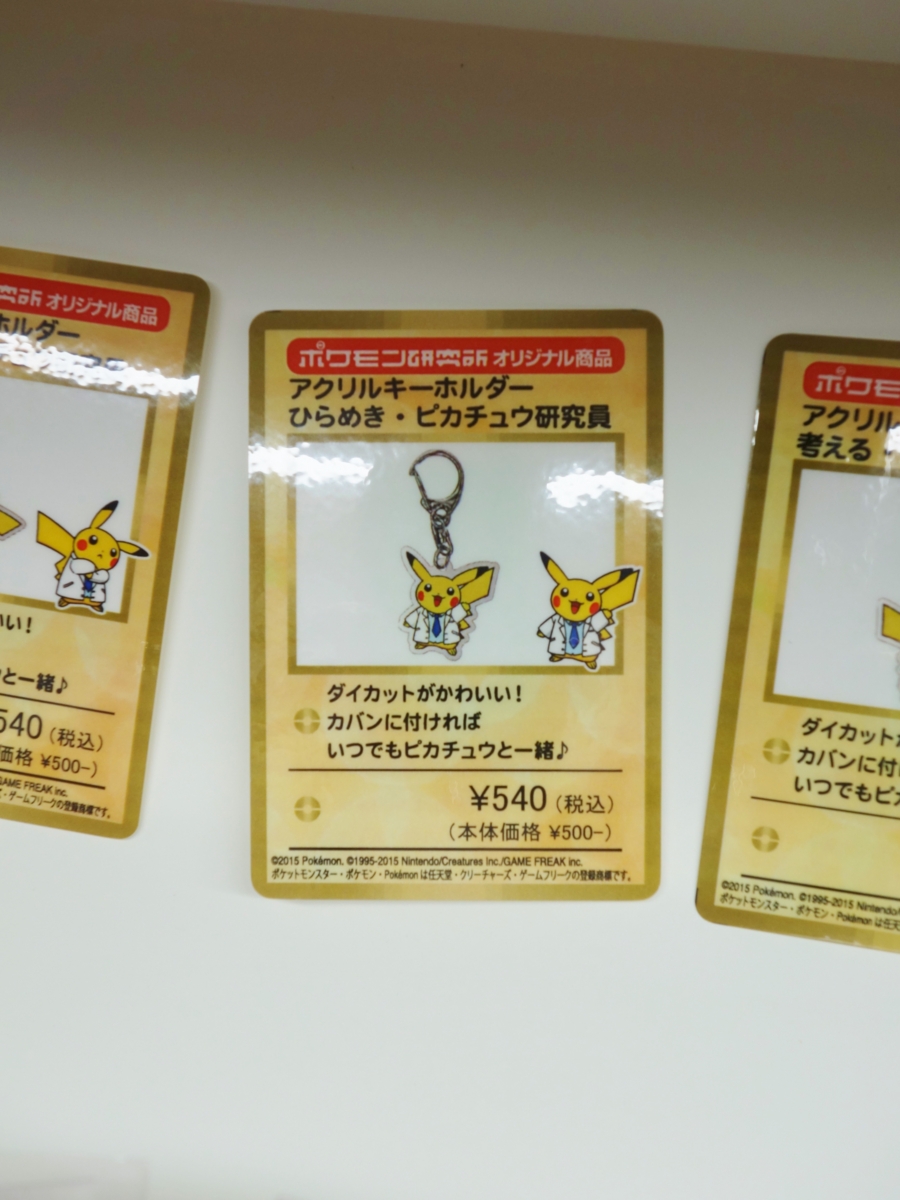 究所 オリジナル商品
ホルダー
いい!
と一緒♪
540 (税込)
価格 ¥500-)
GAME FREAK inc.
・ゲームフリークの登録商標です。
ポケモン研究所 オリジナル商品
アクリルキーホルダー
ひらめき・ピカチュウ研究員
ダイカットがかわいい!
カバンに付ければ
いつでもピカチュウと一緒♪
¥540 (税込)
(本体価格 ¥500-)
©2015 Pokémon. ©1995-2015 Nintendo/Creatures Inc./GAME FREAK inc.
ポケットモンスター・ポケモン・Pokémonは任天堂・クリーチャーズ・ゲームフリークの登録商標です。
ポケモ
アクリル
考える・
ダイカットが
カバンに付け
いつでもピカ
©2015 Pokémon. ©1995-2015 Nintendo/
ポケットモンスター・ポケモン・Pokémonは任天